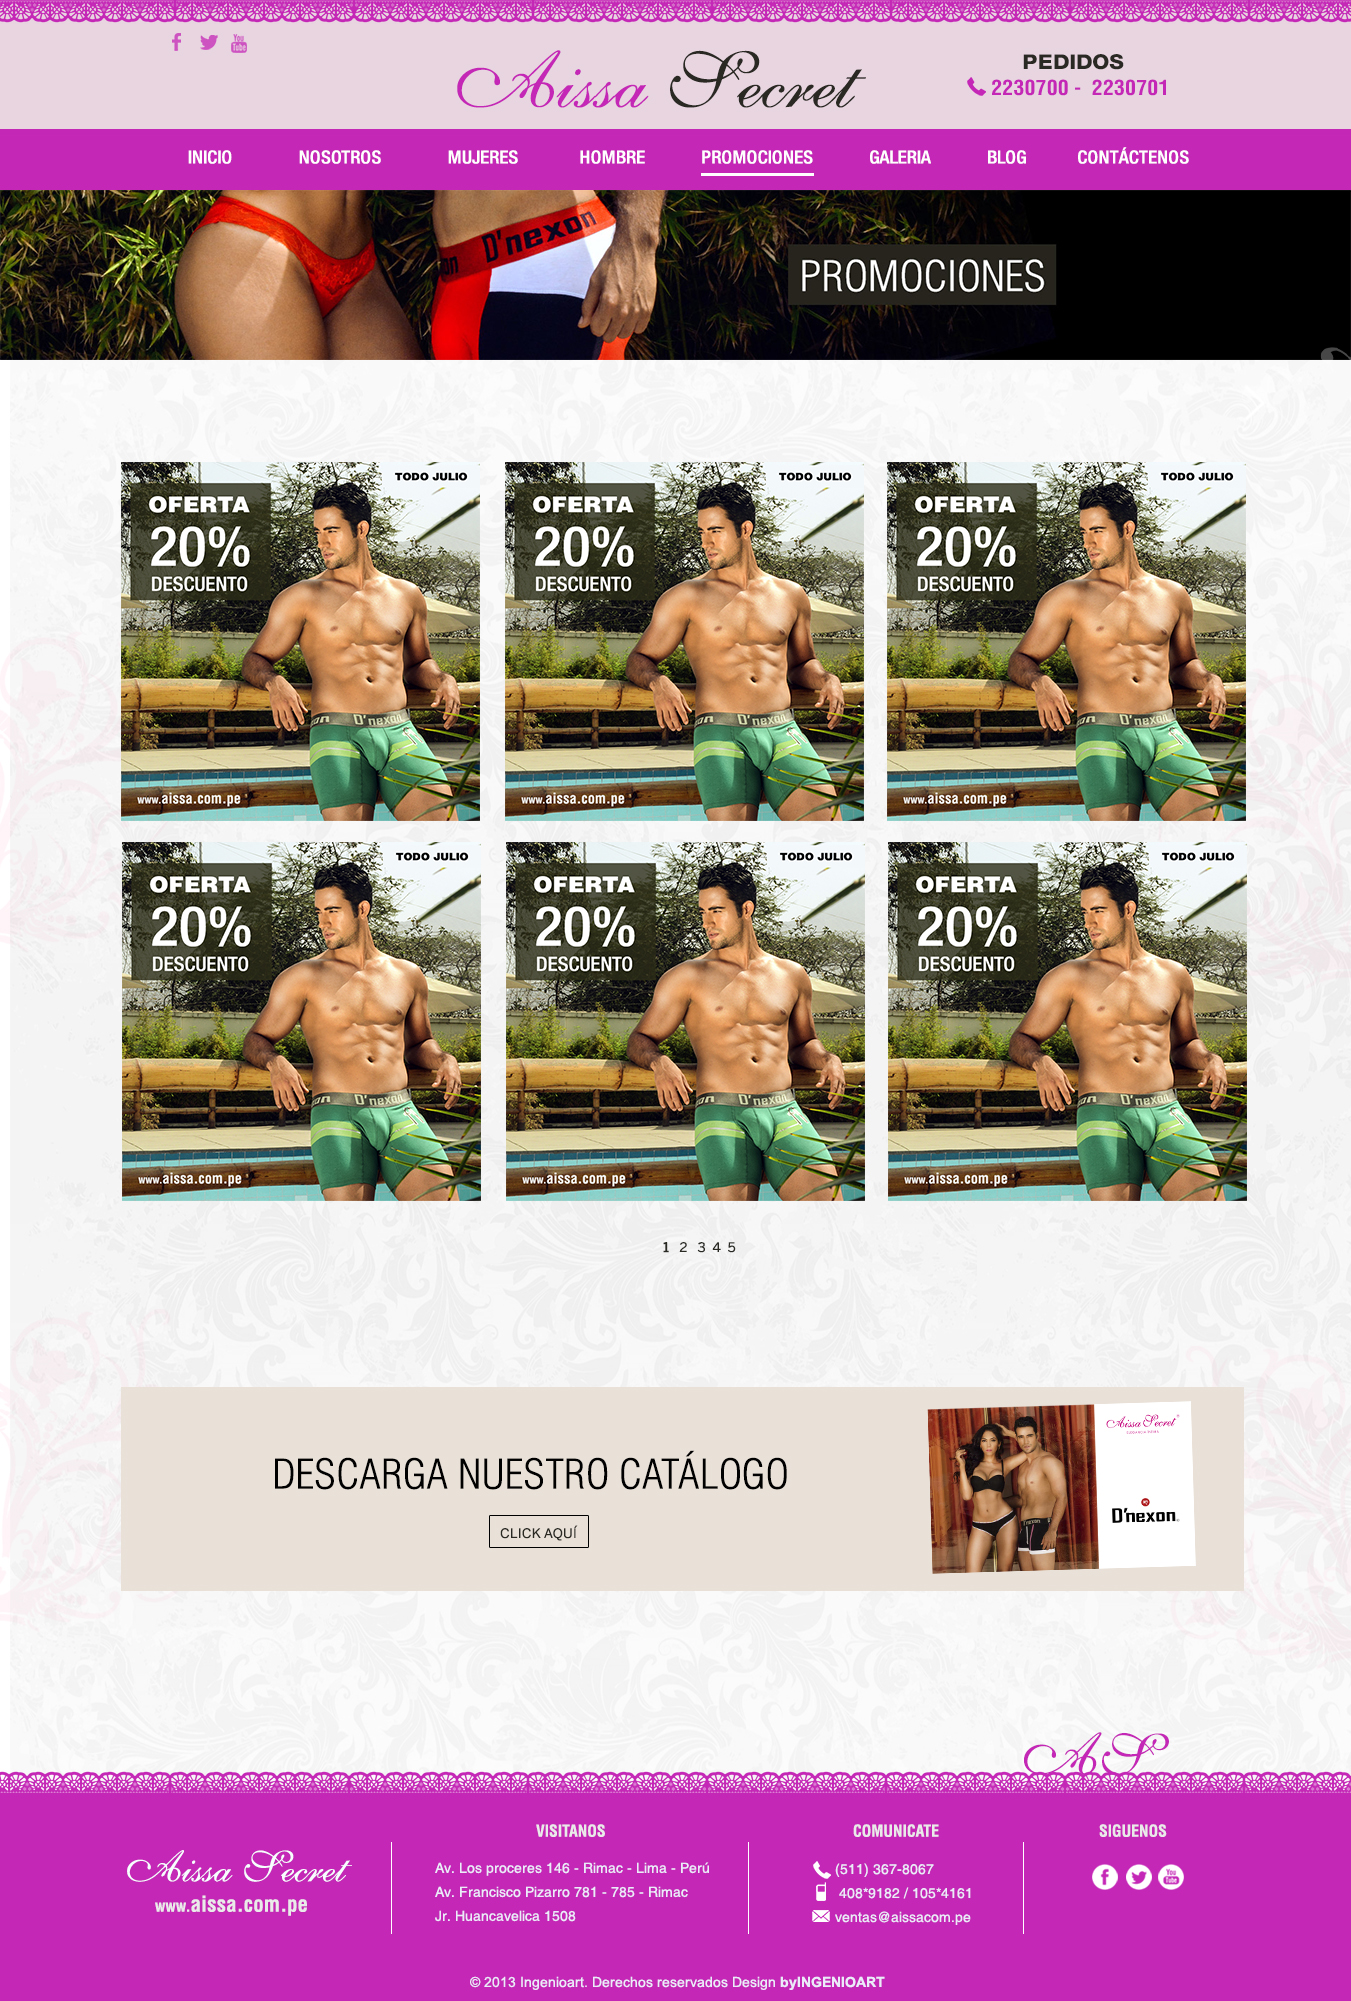 Aissa Secret
PEDIDOS
2230700 - 2230701
INICIO NOSOTROS MUJERES HOMBRE PROMOCIONES GALERIA BLOG CONTÁCTENOS
D'nexon
PROMOCIONES
TODO JULIO
OFERTA
20%
DESCUENTO
D'nexon
www.aissa.com.pe
TODO JULIO
OFERTA
20%
DESCUENTO
D'nexon
www.aissa.com.pe
TODO JULIO
OFERTA
20%
DESCUENTO
D'nexon
www.aissa.com.pe
TODO JULIO
OFERTA
20%
DESCUENTO
D'nexon
www.aissa.com.pe
TODO JULIO
OFERTA
20%
DESCUENTO
D'nexon
www.aissa.com.pe
TODO JULIO
OFERTA
20%
DESCUENTO
D'nexon
www.aissa.com.pe
1 2 3 4 5
DESCARGA NUESTRO CATÁLOGO
CLICK AQUÍ
Aissa Secret
D'nexon
AS
Aissa Secret
www.aissa.com.pe
VISITANOS
Av. Los proceres 146 - Rimac - Lima - Perú
Av. Francisco Pizarro 781 - 785 - Rimac
Jr. Huancavelica 1508
COMUNICATE
(511) 367-8067
408*9182 / 105*4161
ventas@aissacom.pe
SIGUENOS
You Tube
© 2013 Ingenioart. Derechos reservados Design byINGENIOART